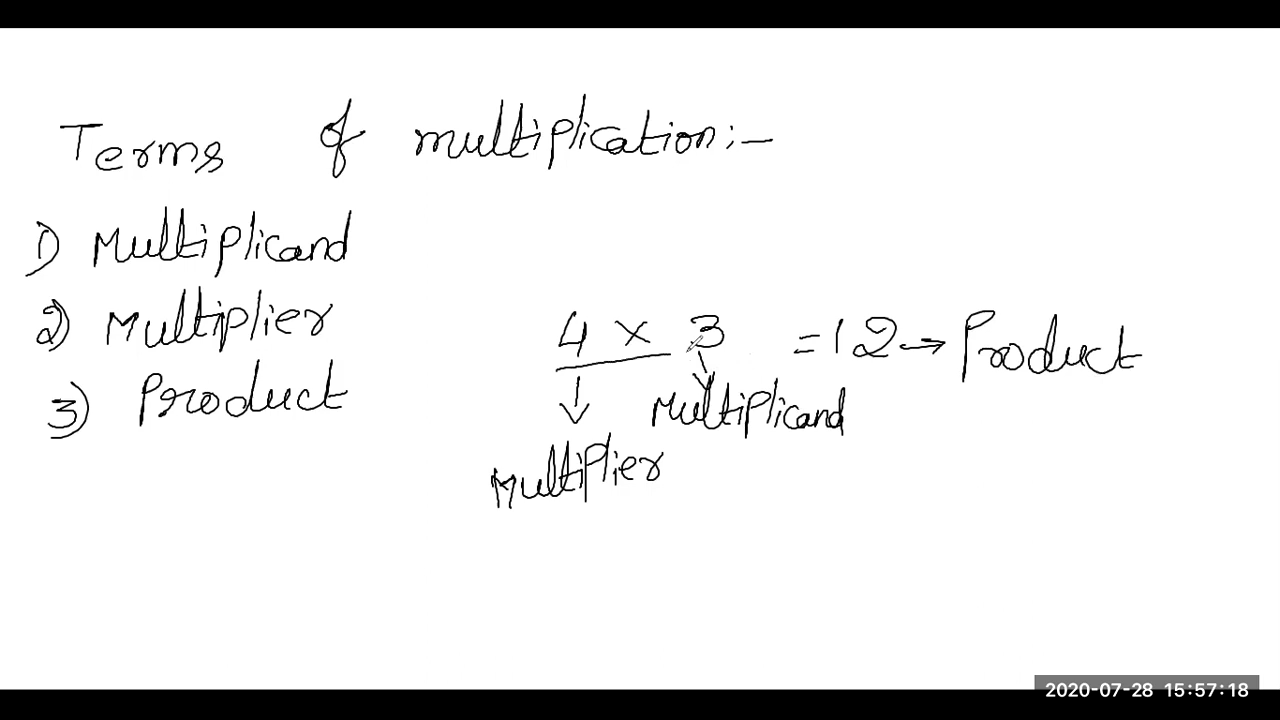 Terms of multiplication:-
1) Multiplicand
2) Multiplier
3) Product
4 × 3 = 12 → Product
Multiplicand
Multiplier
2020-07-28 15:57:18